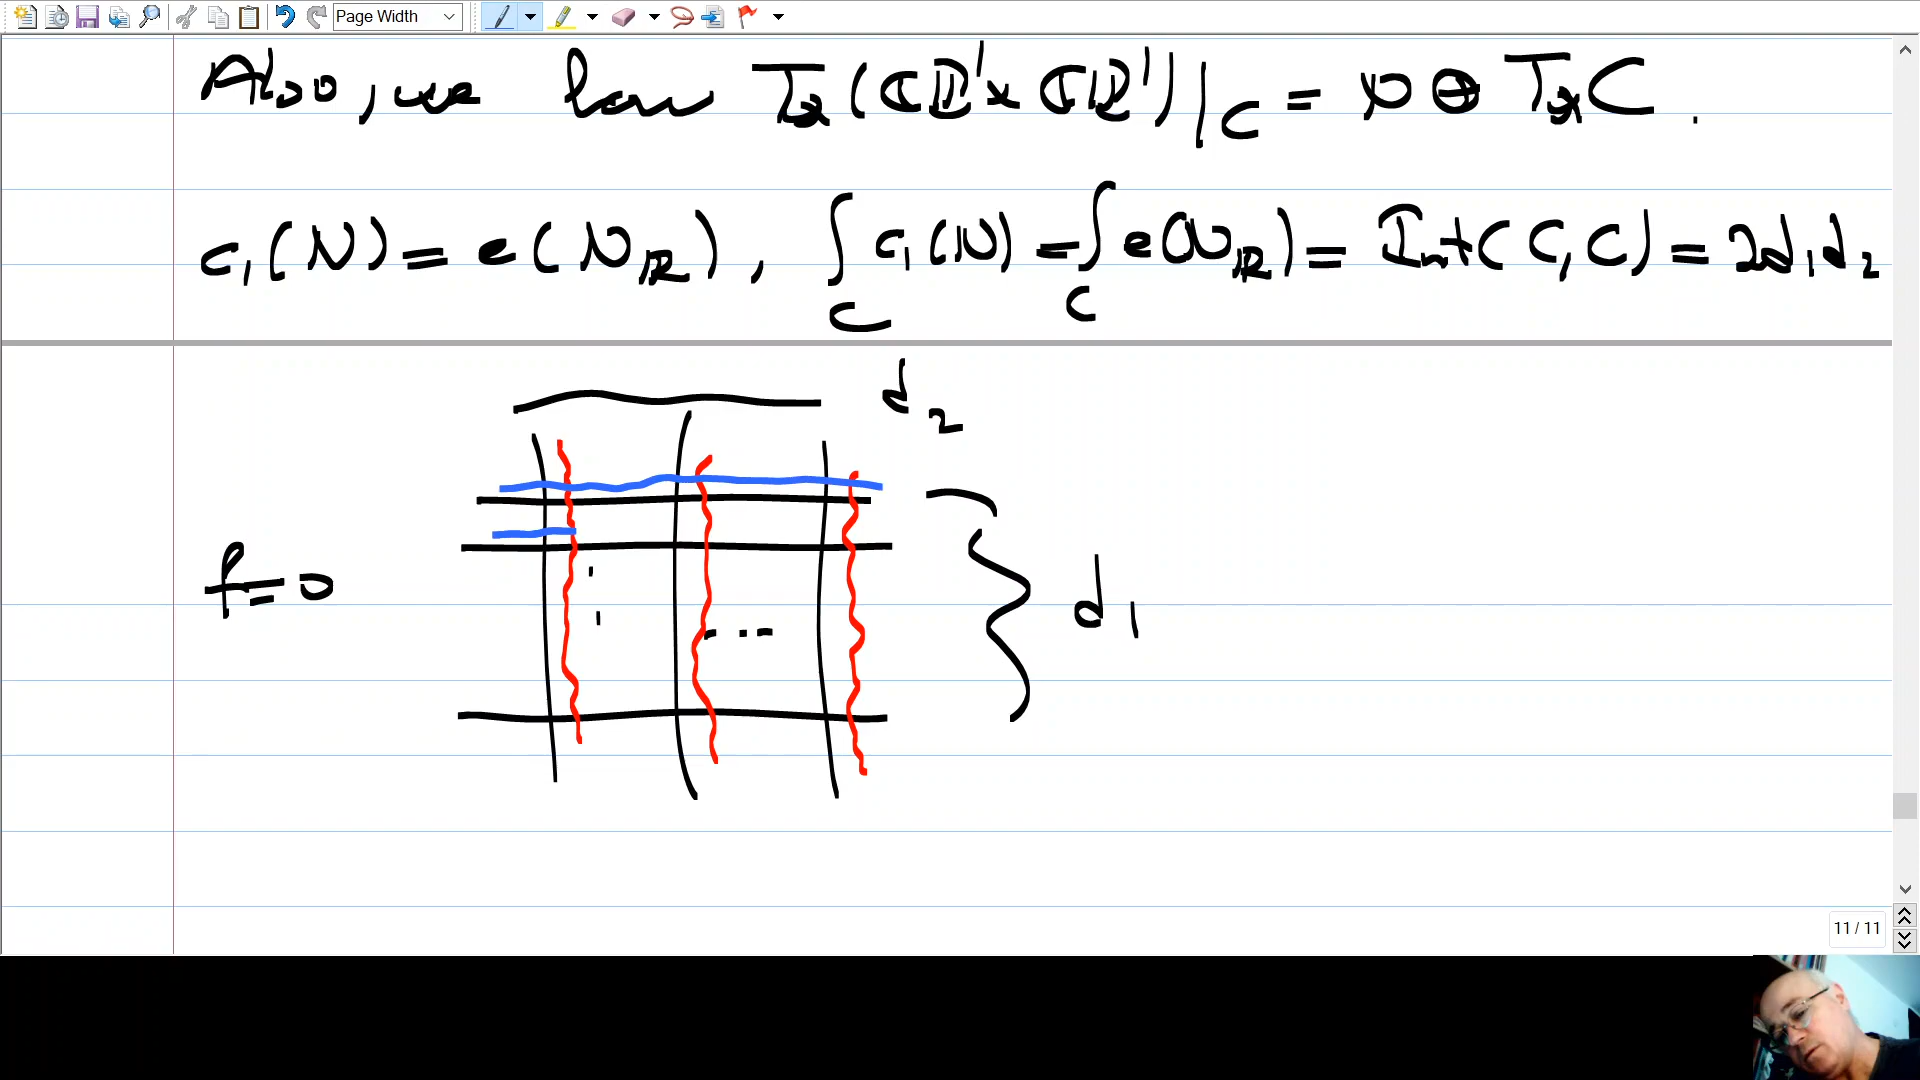 Page Width
Also, we have T_x(ℂP¹×ℂP¹)|_C = ν ⊕ T_xC.
c₁(N) = e(N_ℝ), ∫_C c₁(N) = ∫_C e(N_ℝ) = Int(C, C) = 2d₁d₂
d₂
f=0
d₁
11 / 11